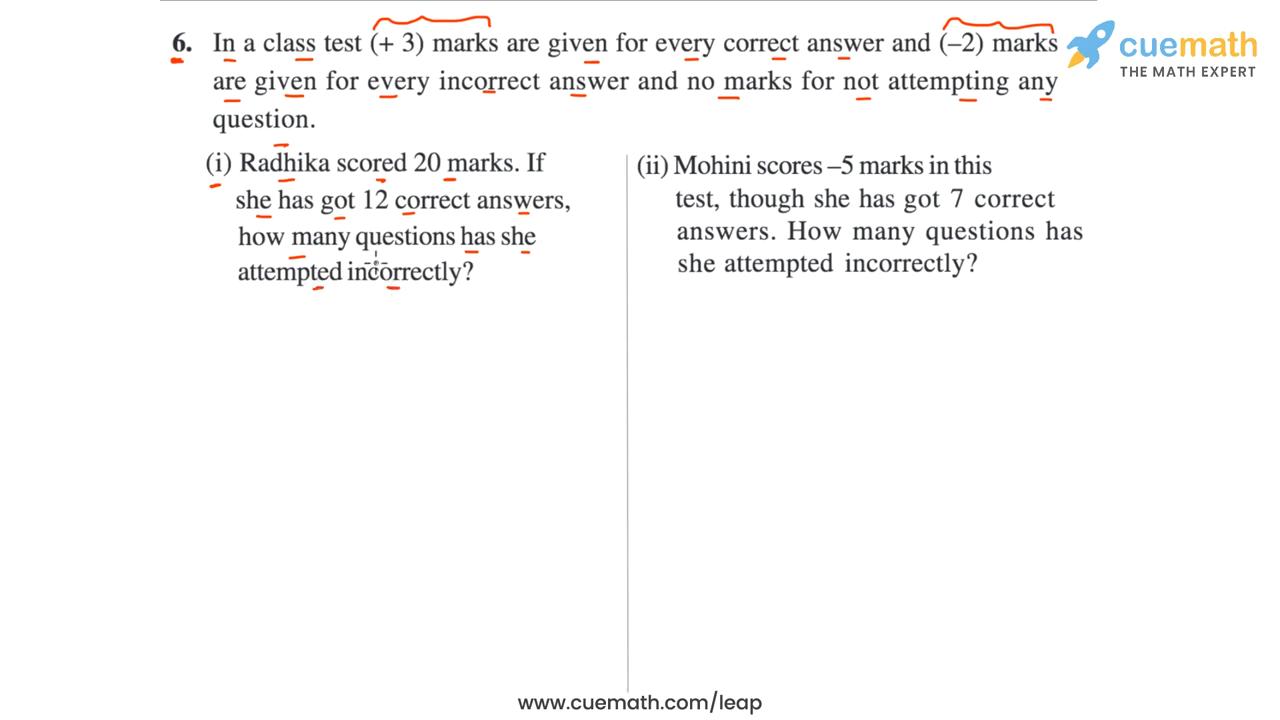 6. In a class test (+ 3) marks are given for every correct answer and (–2) marks
are given for every incorrect answer and no marks for not attempting any
question.
(i) Radhika scored 20 marks. If
she has got 12 correct answers,
how many questions has she
attempted incorrectly?
(ii) Mohini scores –5 marks in this
test, though she has got 7 correct
answers. How many questions has
she attempted incorrectly?
cuemath
THE MATH EXPERT
www.cuemath.com/leap